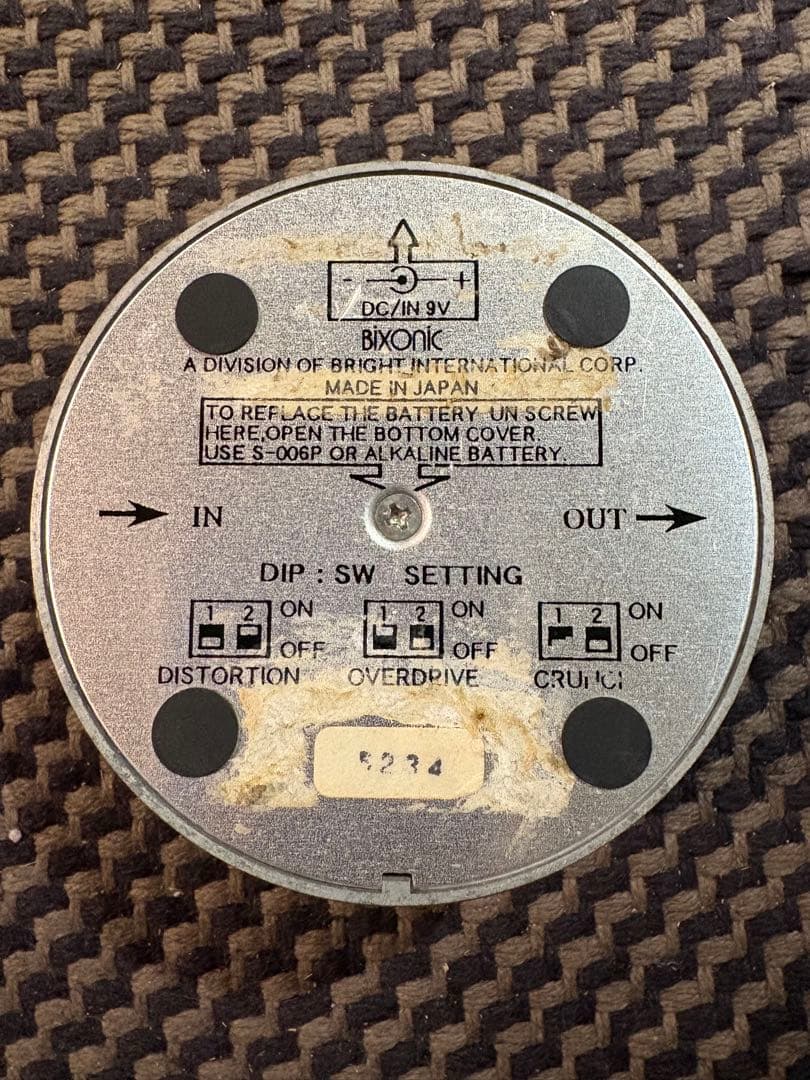 - +
DC/IN 9V
BIXONIC
A DIVISION OF BRIGHT INTERNATIONAL CORP.
MADE IN JAPAN
TO REPLACE THE BATTERY UN SCREW
HERE,OPEN THE BOTTOM COVER.
USE S-006P OR ALKALINE BATTERY.
IN OUT
DIP : SW SETTING
1 2 ON 1 2 ON 1 2 ON
OFF OFF OFF
DISTORTION OVERDRIVE
5234